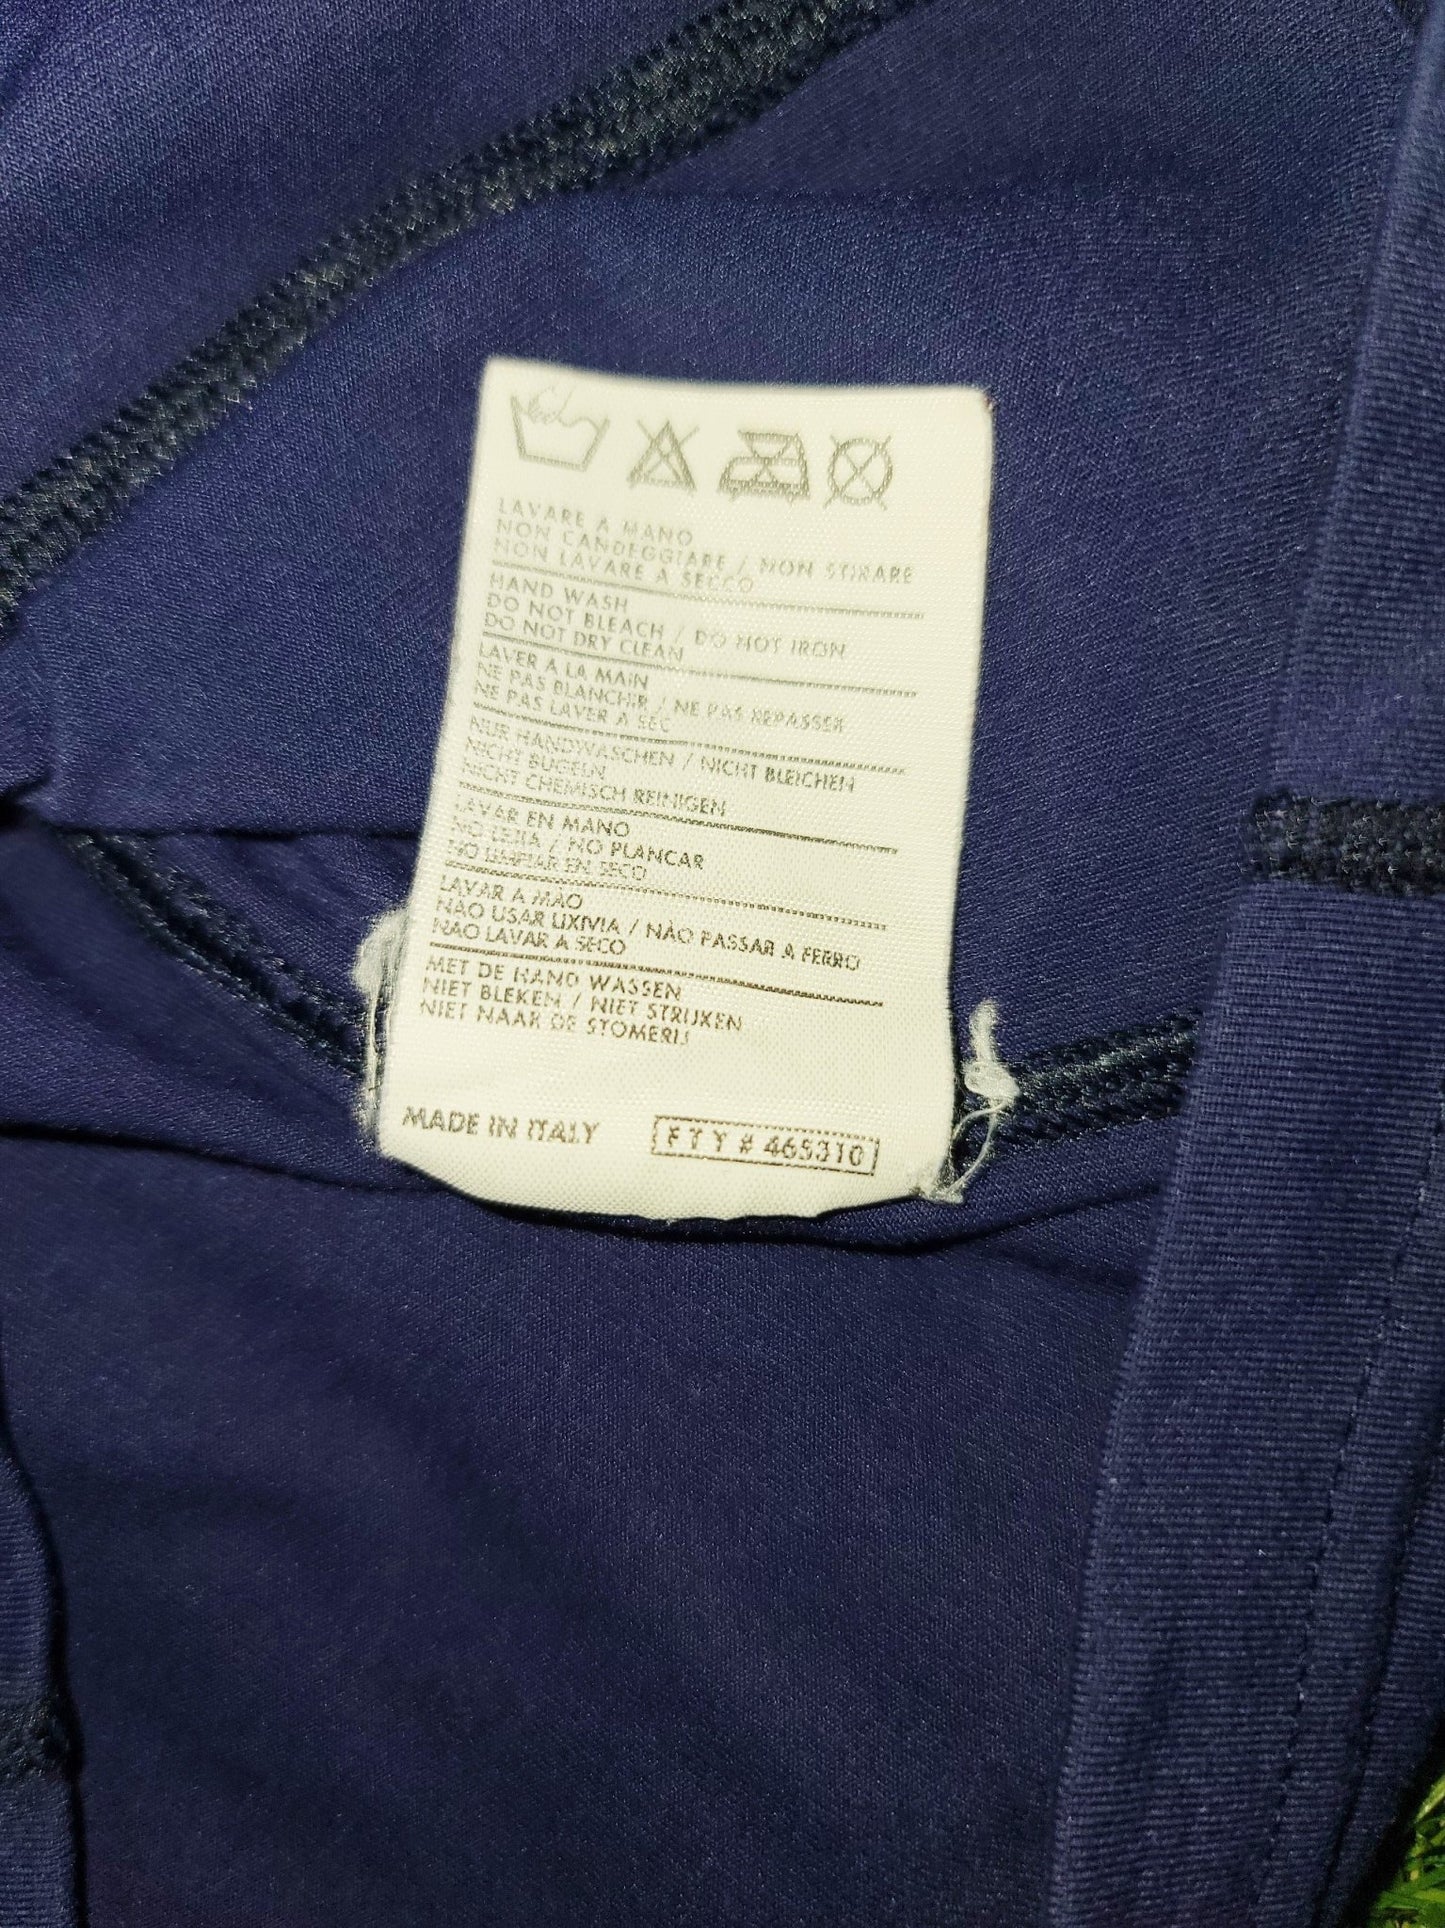 LAVARE A MANO
NON CANDEGGIARE / NON STIRARE
NON LAVARE A SECCO
HAND WASH
DO NOT BLEACH / DO NOT IRON
DO NOT DRY CLEAN
LAVER A LA MAIN
NE PAS BLANCHIR / NE PAS REPASSER
NE PAS LAVER A SEC
NUR HANDWASCHEN / NICHT BLEICHEN
NICHT BUGELN
NICHT CHEMISCH REINIGEN
LAVAR EN MANO
NO LEJIA / NO PLANCAR
NO LIMPIAR EN SECO
LAVAR A MÃO
NÃO USAR LIXIVIA / NÃO PASSAR A FERRO
NÃO LAVAR A SECO
MET DE HAND WASSEN
NIET BLEKEN / NIET STRIJKEN
NIET NAAR DE STOMERIJ
MADE IN ITALY FTY # 465310